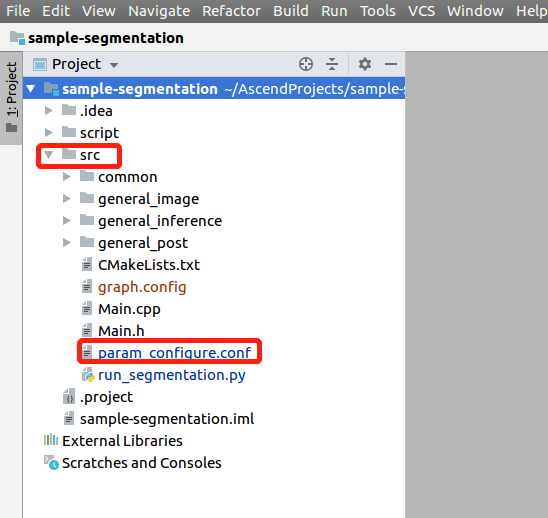 File Edit View Navigate Refactor Build Run Tools VCS Window Help
sample-segmentation
1: Project
Project
sample-segmentation ~/AscendProjects/sample-s
.idea
script
src
common
general_image
general_inference
general_post
CMakeLists.txt
graph.config
Main.cpp
Main.h
param_configure.conf
run_segmentation.py
.project
sample-segmentation.iml
External Libraries
Scratches and Consoles